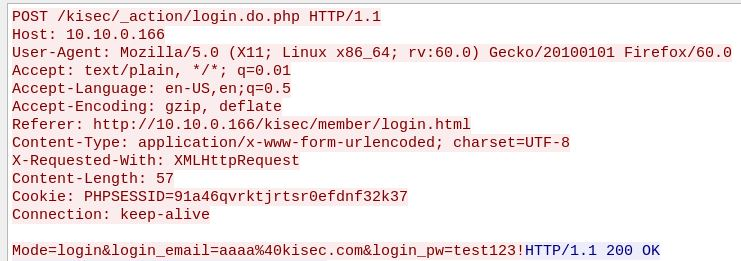 POST /kisec/_action/login.do.php HTTP/1.1
Host: 10.10.0.166
User-Agent: Mozilla/5.0 (X11; Linux x86_64; rv:60.0) Gecko/20100101 Firefox/60.0
Accept: text/plain, */*; q=0.01
Accept-Language: en-US,en;q=0.5
Accept-Encoding: gzip, deflate
Referer: http://10.10.0.166/kisec/member/login.html
Content-Type: application/x-www-form-urlencoded; charset=UTF-8
X-Requested-With: XMLHttpRequest
Content-Length: 57
Cookie: PHPSESSID=91a46qvrktjrtsr0efdnf32k37
Connection: keep-alive
Mode=login&login_email=aaaa%40kisec.com&login_pw=test123!HTTP/1.1 200 OK